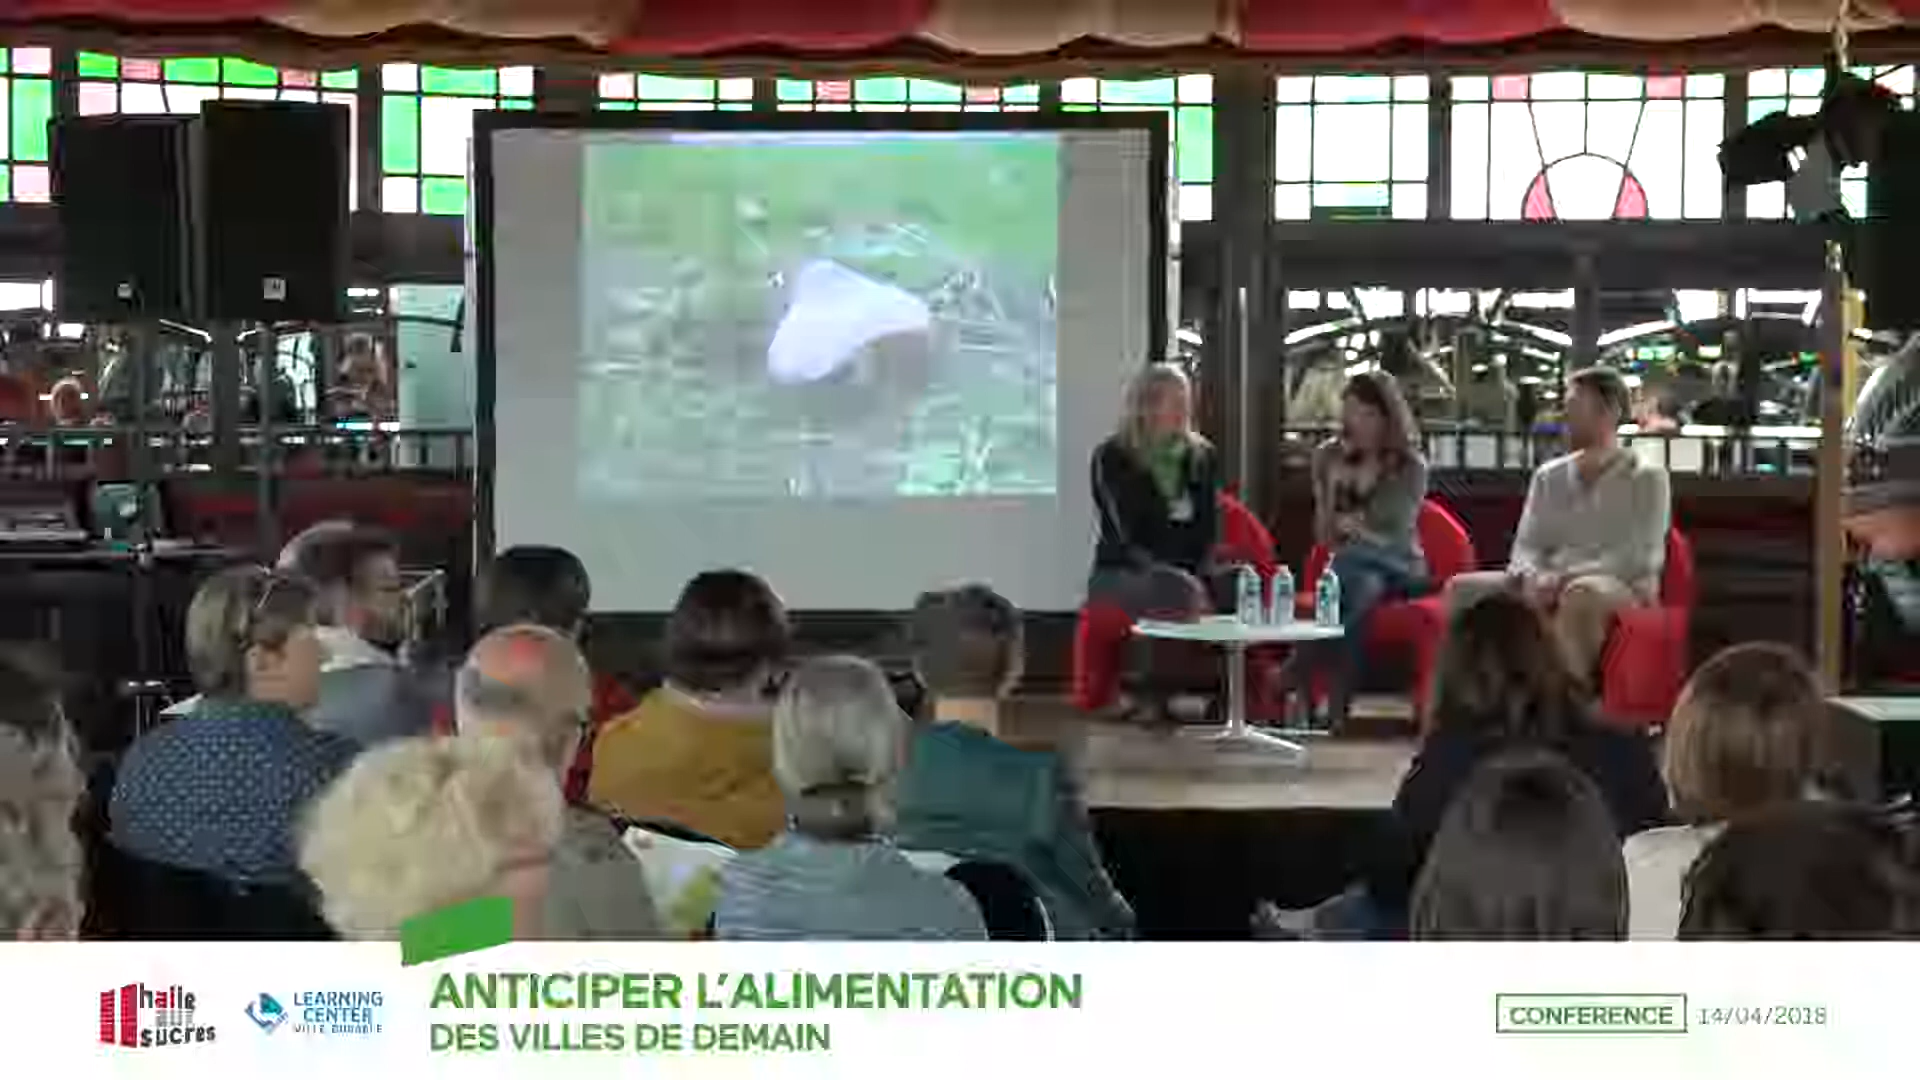 halle
aux
sucres
LEARNING
CENTER
VILLE DURABLE
ANTICIPER L'ALIMENTATION
DES VILLES DE DEMAIN
CONFERENCE
14/04/2018